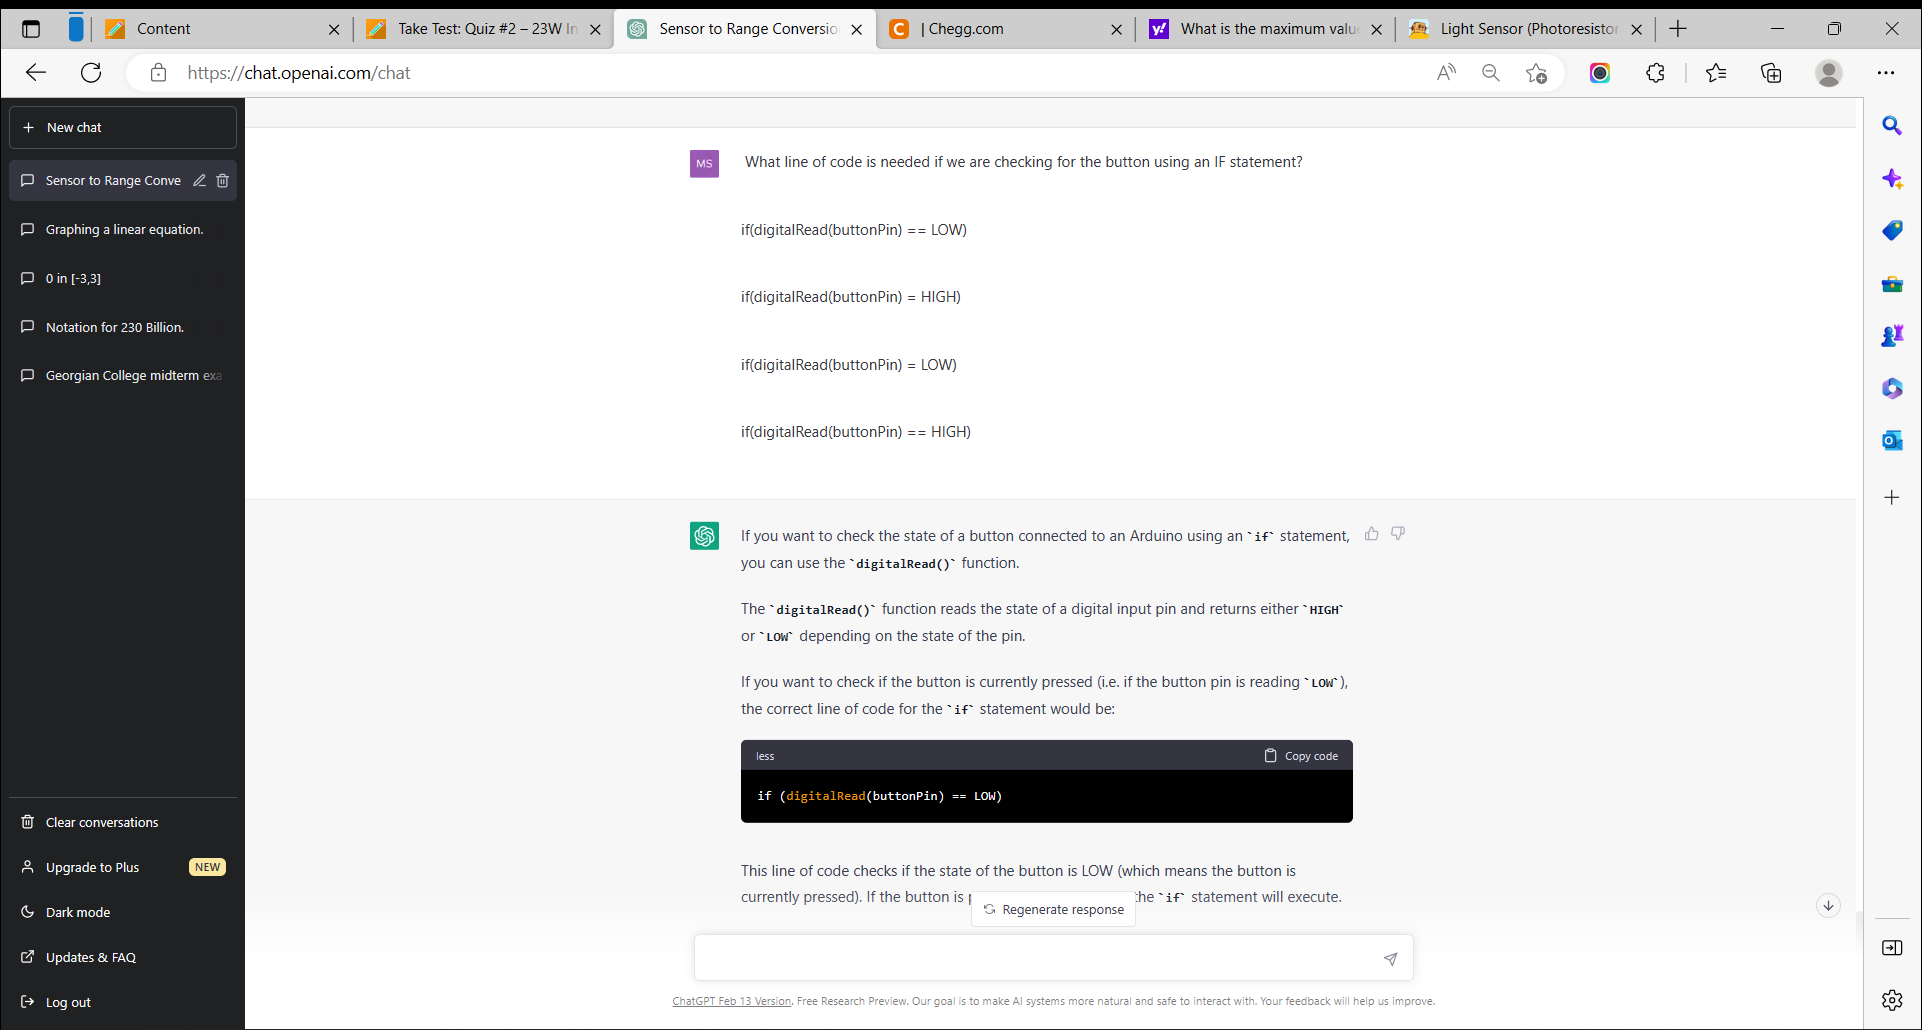 Content
Take Test: Quiz #2 – 23W In
Sensor to Range Conversio
| Chegg.com
What is the maximum valu
Light Sensor (Photoresistor
https://chat.openai.com/chat
New chat
Sensor to Range Conve
Graphing a linear equation.
0 in [-3,3]
Notation for 230 Billion.
Georgian College midterm exa
Clear conversations
Upgrade to Plus NEW
Dark mode
Updates & FAQ
Log out
MS
What line of code is needed if we are checking for the button using an IF statement?
if(digitalRead(buttonPin) == LOW)
if(digitalRead(buttonPin) = HIGH)
if(digitalRead(buttonPin) = LOW)
if(digitalRead(buttonPin) == HIGH)
If you want to check the state of a button connected to an Arduino using an `if` statement,
you can use the `digitalRead()` function.
The `digitalRead()` function reads the state of a digital input pin and returns either `HIGH`
or `LOW` depending on the state of the pin.
If you want to check if the button is currently pressed (i.e. if the button pin is reading `LOW`),
the correct line of code for the `if` statement would be:
less Copy code
if (digitalRead(buttonPin) == LOW)
This line of code checks if the state of the button is LOW (which means the button is
currently pressed). If the button is the `if` statement will execute.
Regenerate response
ChatGPT Feb 13 Version. Free Research Preview. Our goal is to make AI systems more natural and safe to interact with. Your feedback will help us improve.